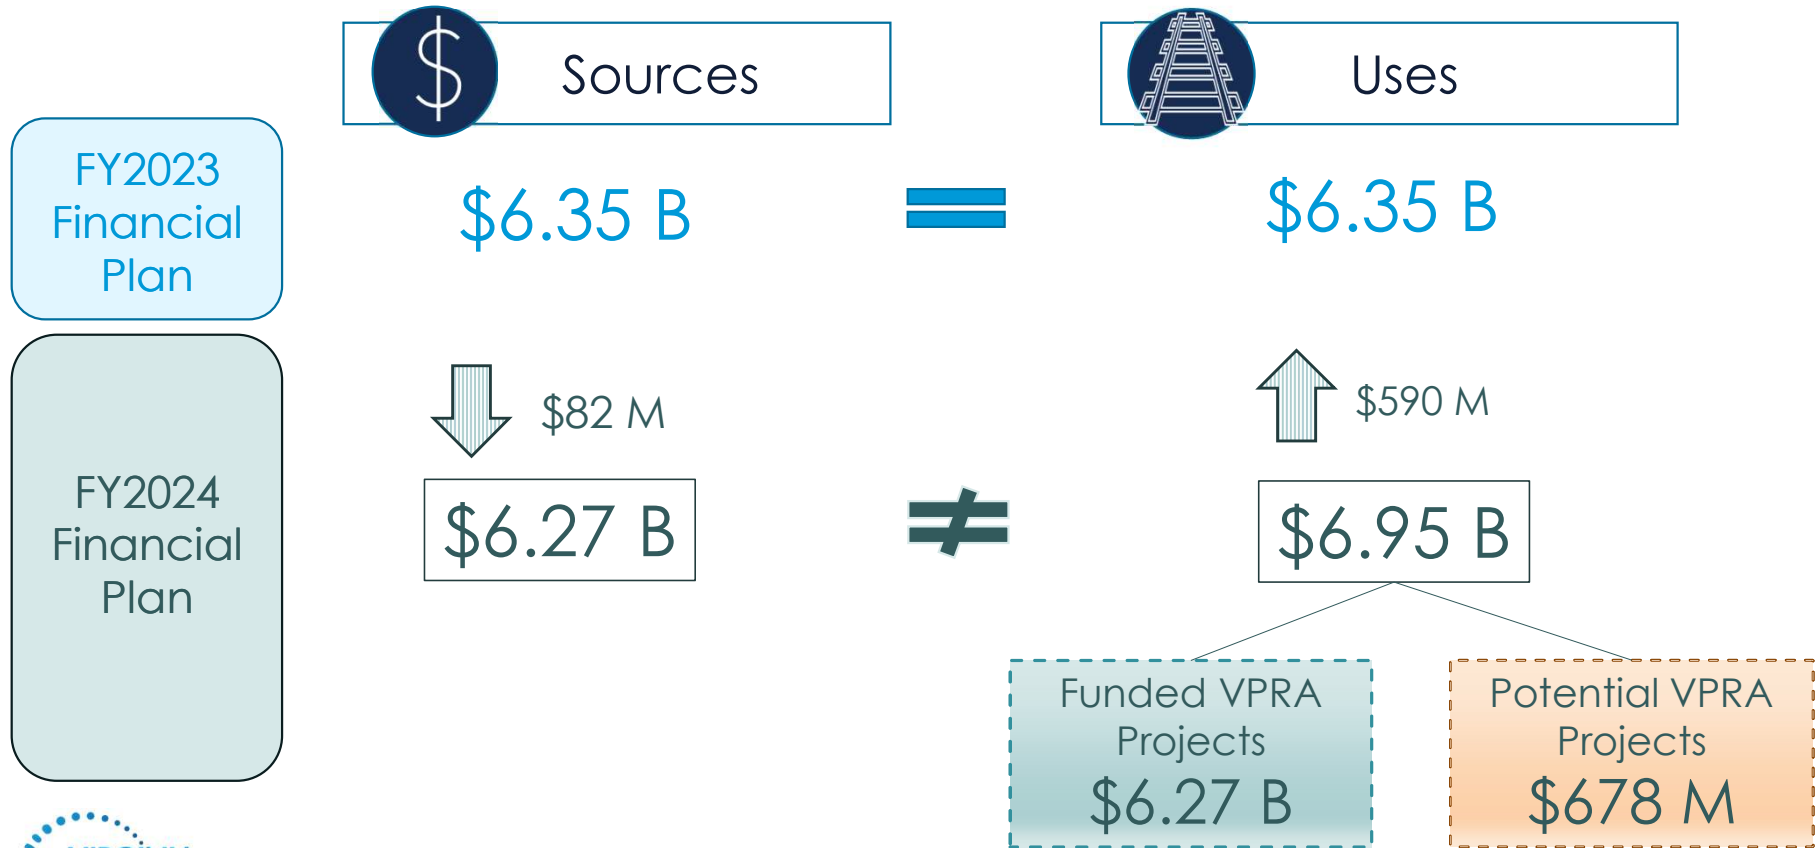 Sources
Uses
FY2023
Financial
Plan
$6.35 B
$6.35 B
FY2024
Financial
Plan
$82 M
$590 M
$6.27 B
$6.95 B
Funded VPRA
Projects
$6.27 B
Potential VPRA
Projects
$678 M